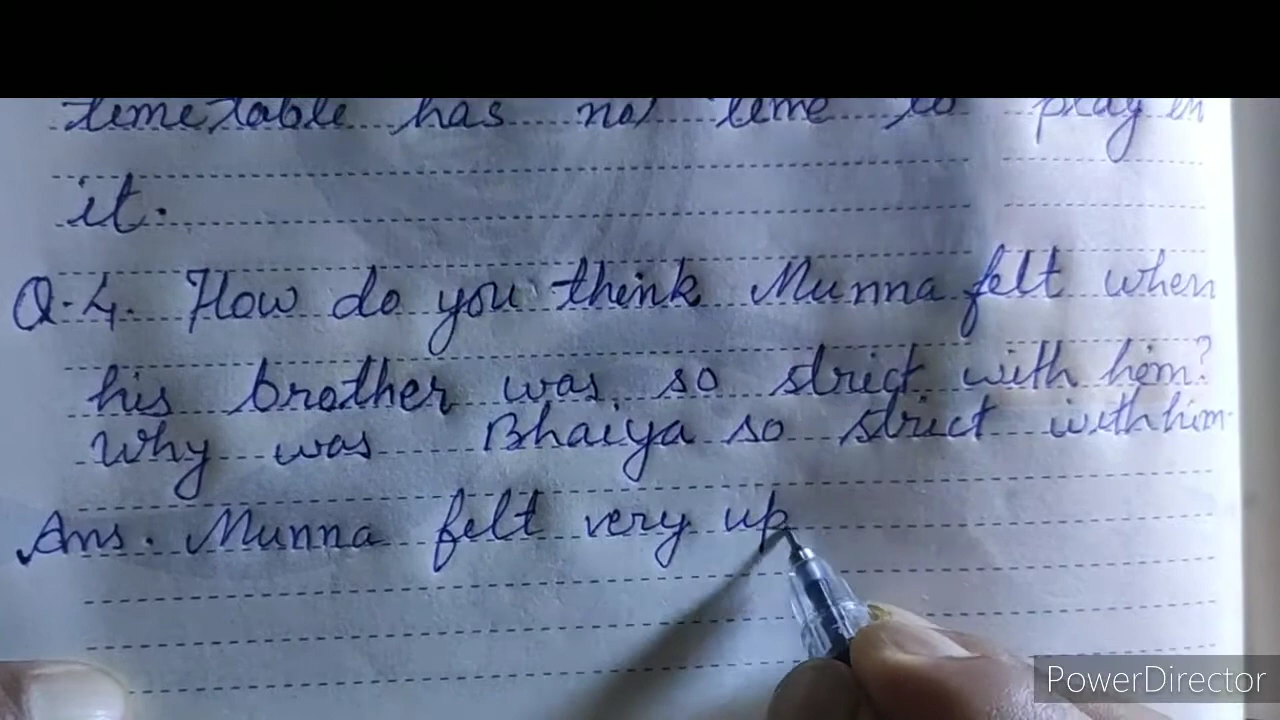 timetable has no time to play in
it.
Q.4. How do you think Munna felt when
his brother was so strict with him?
Why was Bhaiya so strict with him.
Ans. Munna felt very up
PowerDirector